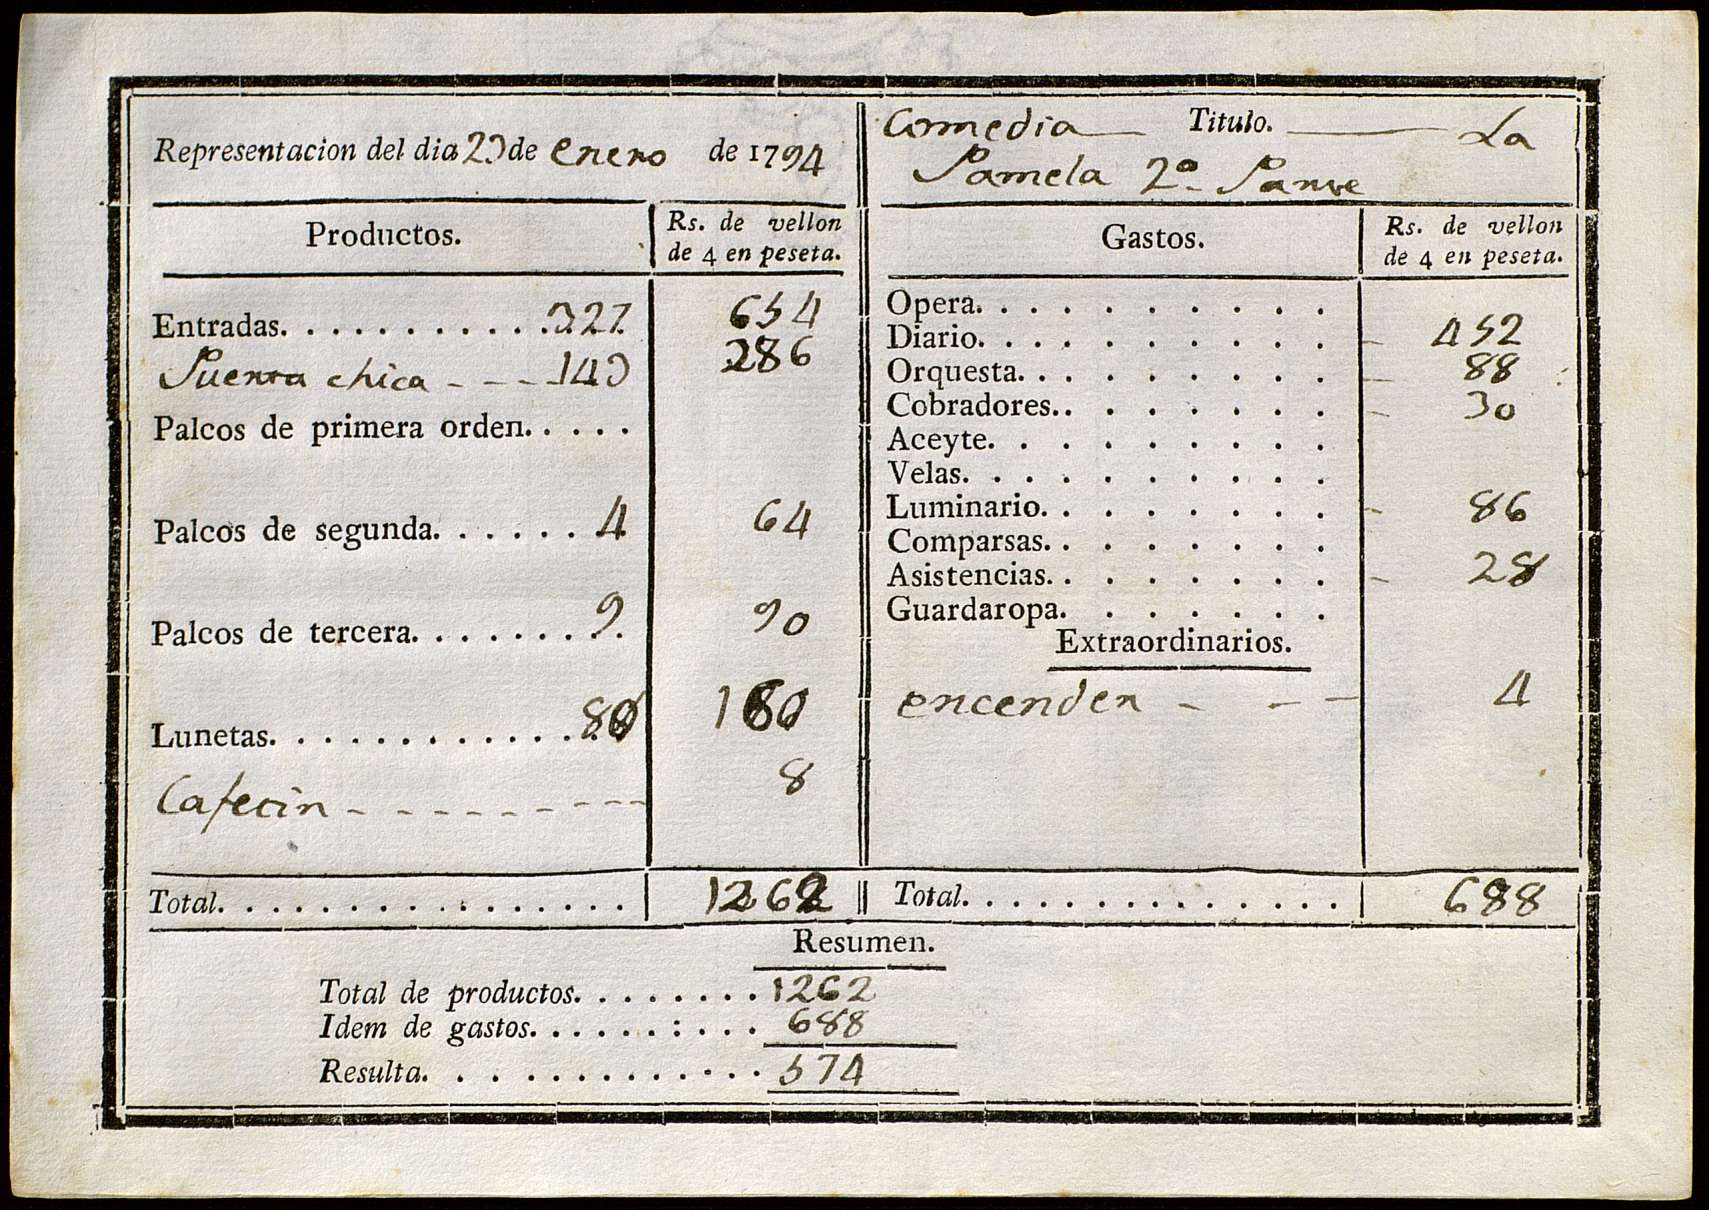 Representacion del dia 23 de enero de 1794
Comedia Titulo. La
Pamela 2ª Parte
Productos.
Rs. de vellon
de 4 en peseta.
Entradas. . . . . . . . . . . 327 654
Puerta chica - - - - 143 286
Palcos de primera orden. . . . .
Palcos de segunda. . . . . . 4 64
Palcos de tercera. . . . . . . . 9 90
Lunetas. . . . . . . . . . . . . . 80 160
Cafetin - - - - - - - - - 8
Total. . . . . . . . . . . . . . . . . 1262
Gastos.
Rs. de vellon
de 4 en peseta.
Opera. . . . . . . . . .
Diario. . . . . . . . . . - 452
Orquesta. . . . . . . . . - 88
Cobradores.. . . . . . . . - 30
Aceyte. . . . . . . . . .
Velas. . . . . . . . . . .
Luminario. . . . . . . . . - 86
Comparsas. . . . . . . . .
Asistencias. . . . . . . . - 28
Guardaropa. . . . . . . .
Extraordinarios.
encender - - - 4
Total. . . . . . . . . . . . . . . 688
Resumen.
Total de productos. . . . . . . . 1262
Idem de gastos. . . . . . : . . . 688
Resulta. . . . . . . . . . . . . . 574